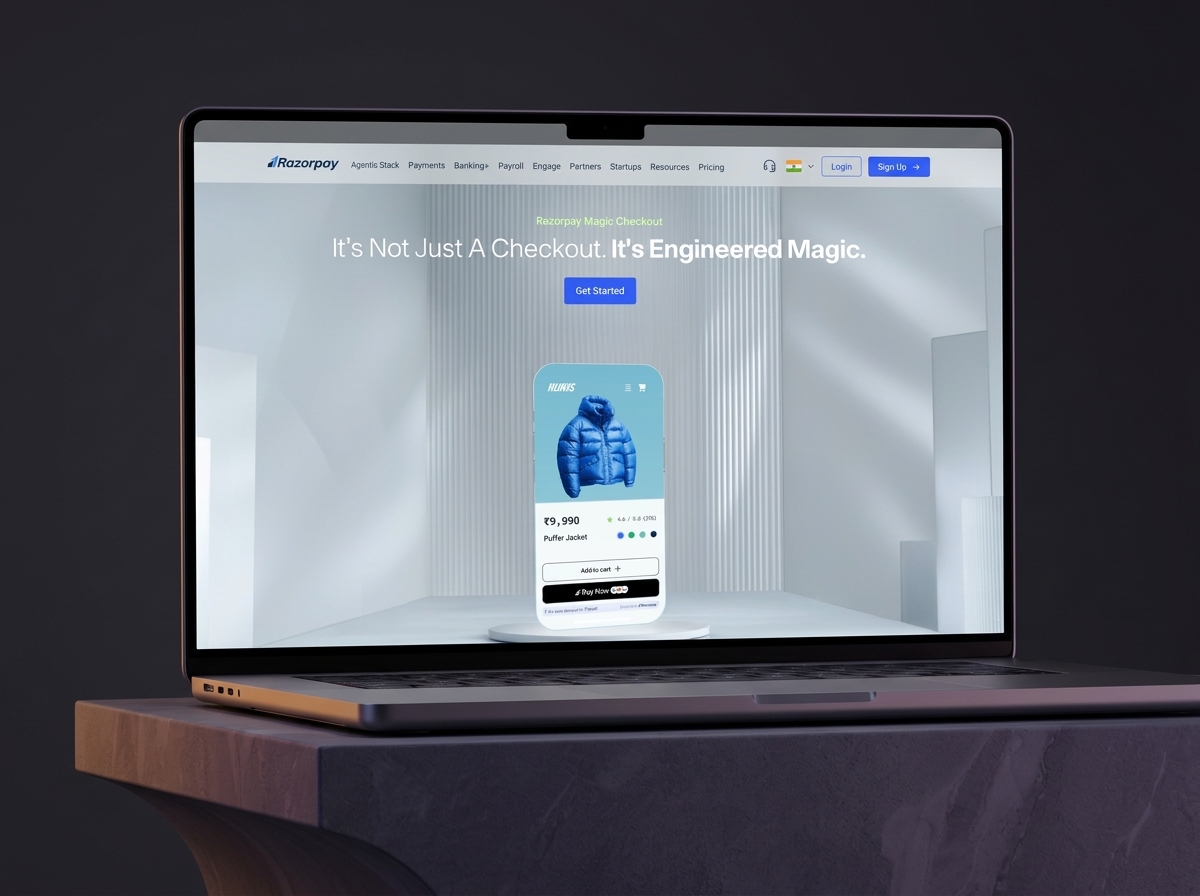 Razorpay Agentis Stack Payments Banking+ Payroll Engage Partners Startups Resources Pricing Login Sign Up →
Razorpay Magic Checkout
It's Not Just A Checkout. It's Engineered Magic.
Get Started
₹9,990
Puffer Jacket
Add to cart +
Buy Now